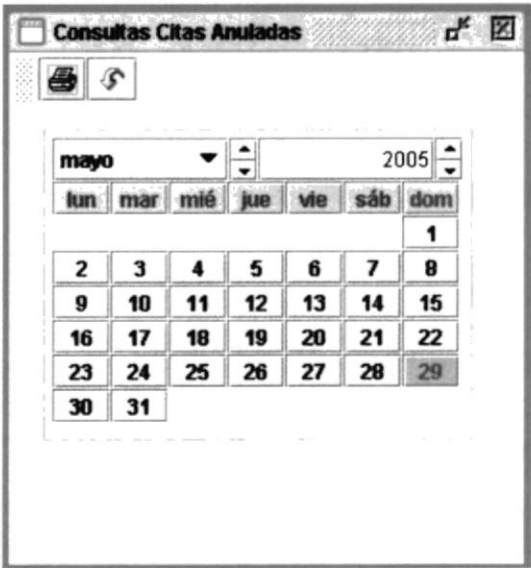 Consultas Citas Anuladas
mayo 2005
lun mar mié jue vie sáb dom
1
2 3 4 5 6 7 8
9 10 11 12 13 14 15
16 17 18 19 20 21 22
23 24 25 26 27 28 29
30 31